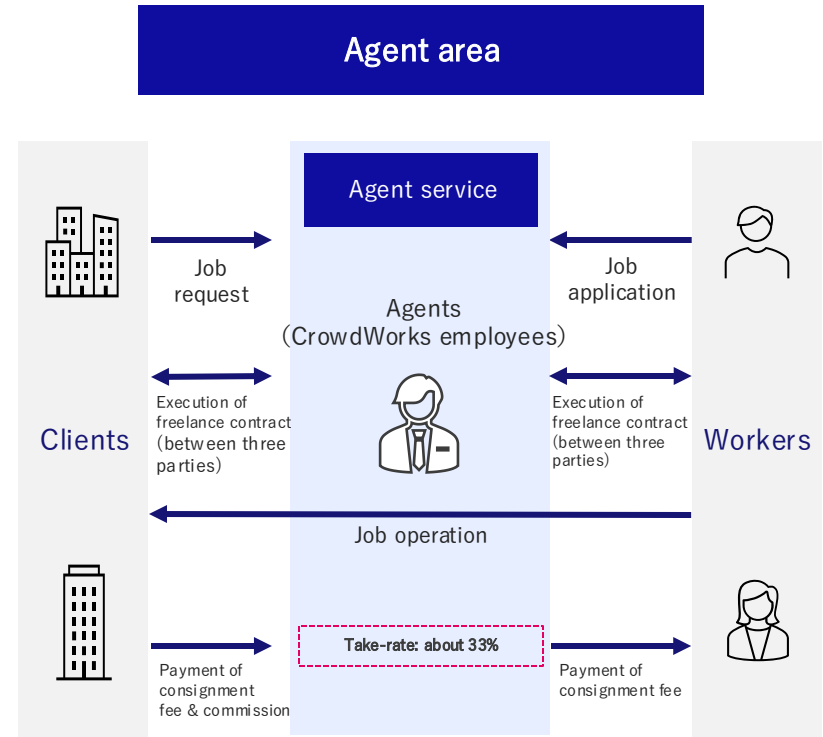 Agent area
Agent service
Job
request
Job
application
Agents
(CrowdWorks employees)
Execution of
freelance contract
(between three
parties)
Execution of
freelance contract
(between three
parties)
Clients
Workers
Job operation
Take-rate: about 33%
Payment of
consignment
fee & commission
Payment of
consignment fee